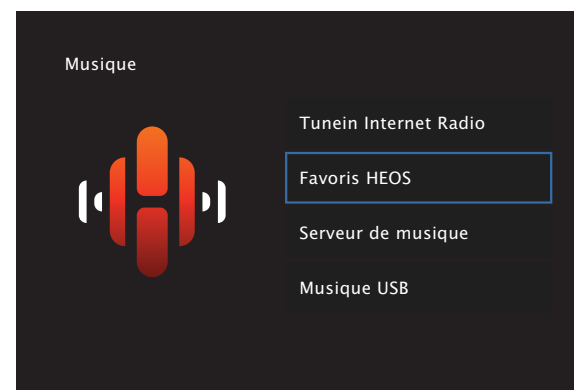 Musique
Tunein Internet Radio
Favoris HEOS
Serveur de musique
Musique USB